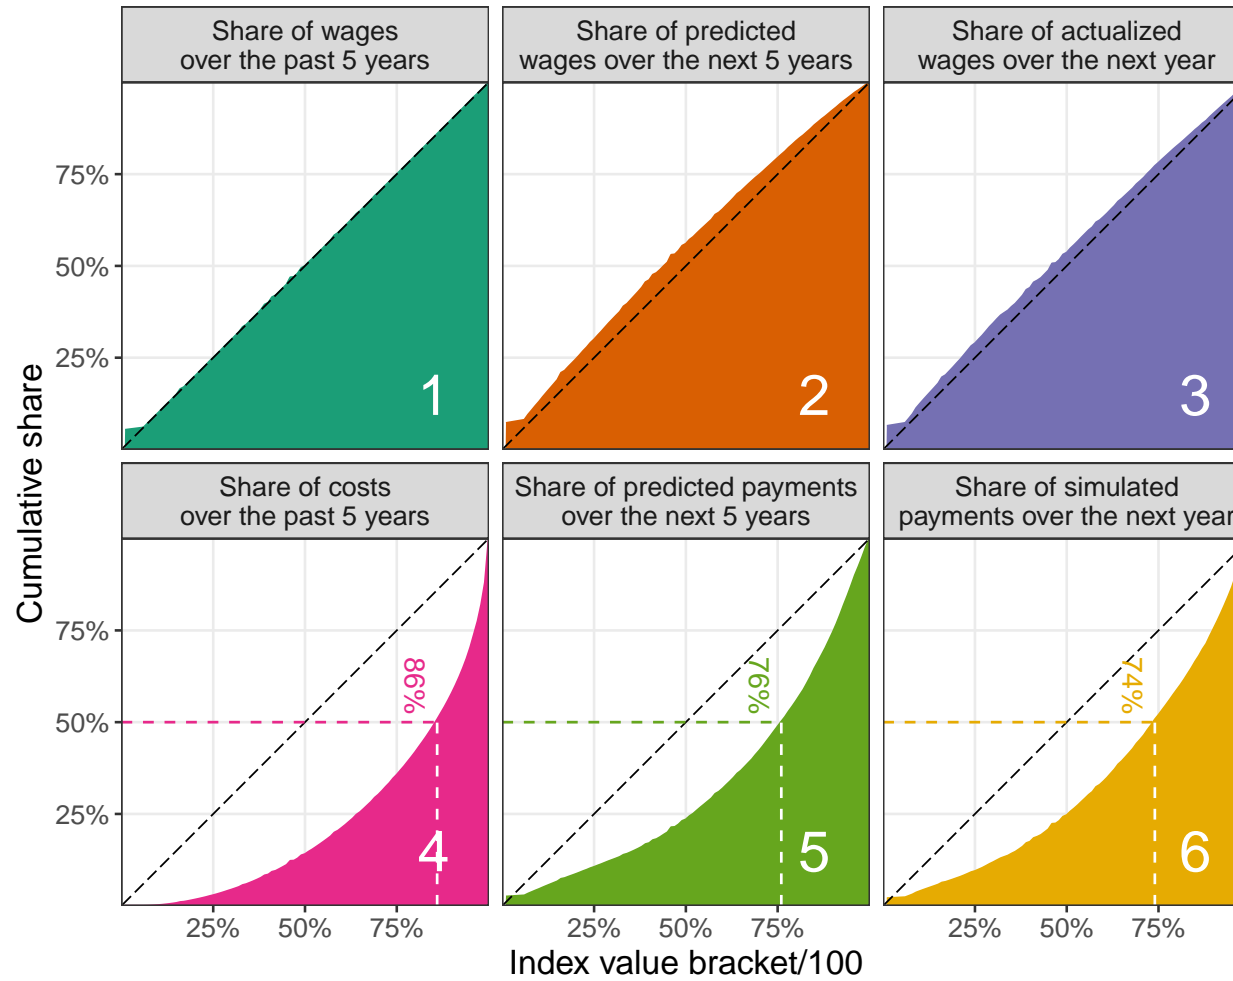 Share of wages
over the past 5 years
Share of predicted
wages over the next 5 years
Share of actualized
wages over the next year
Cumulative share
75%
50%
25%
1
2
3
Share of costs
over the past 5 years
Share of predicted payments
over the next 5 years
Share of simulated
payments over the next year
75%
50%
25%
86%
76%
74%
4
5
6
25%
50%
75%
25%
50%
75%
25%
50%
75%
Index value bracket/100